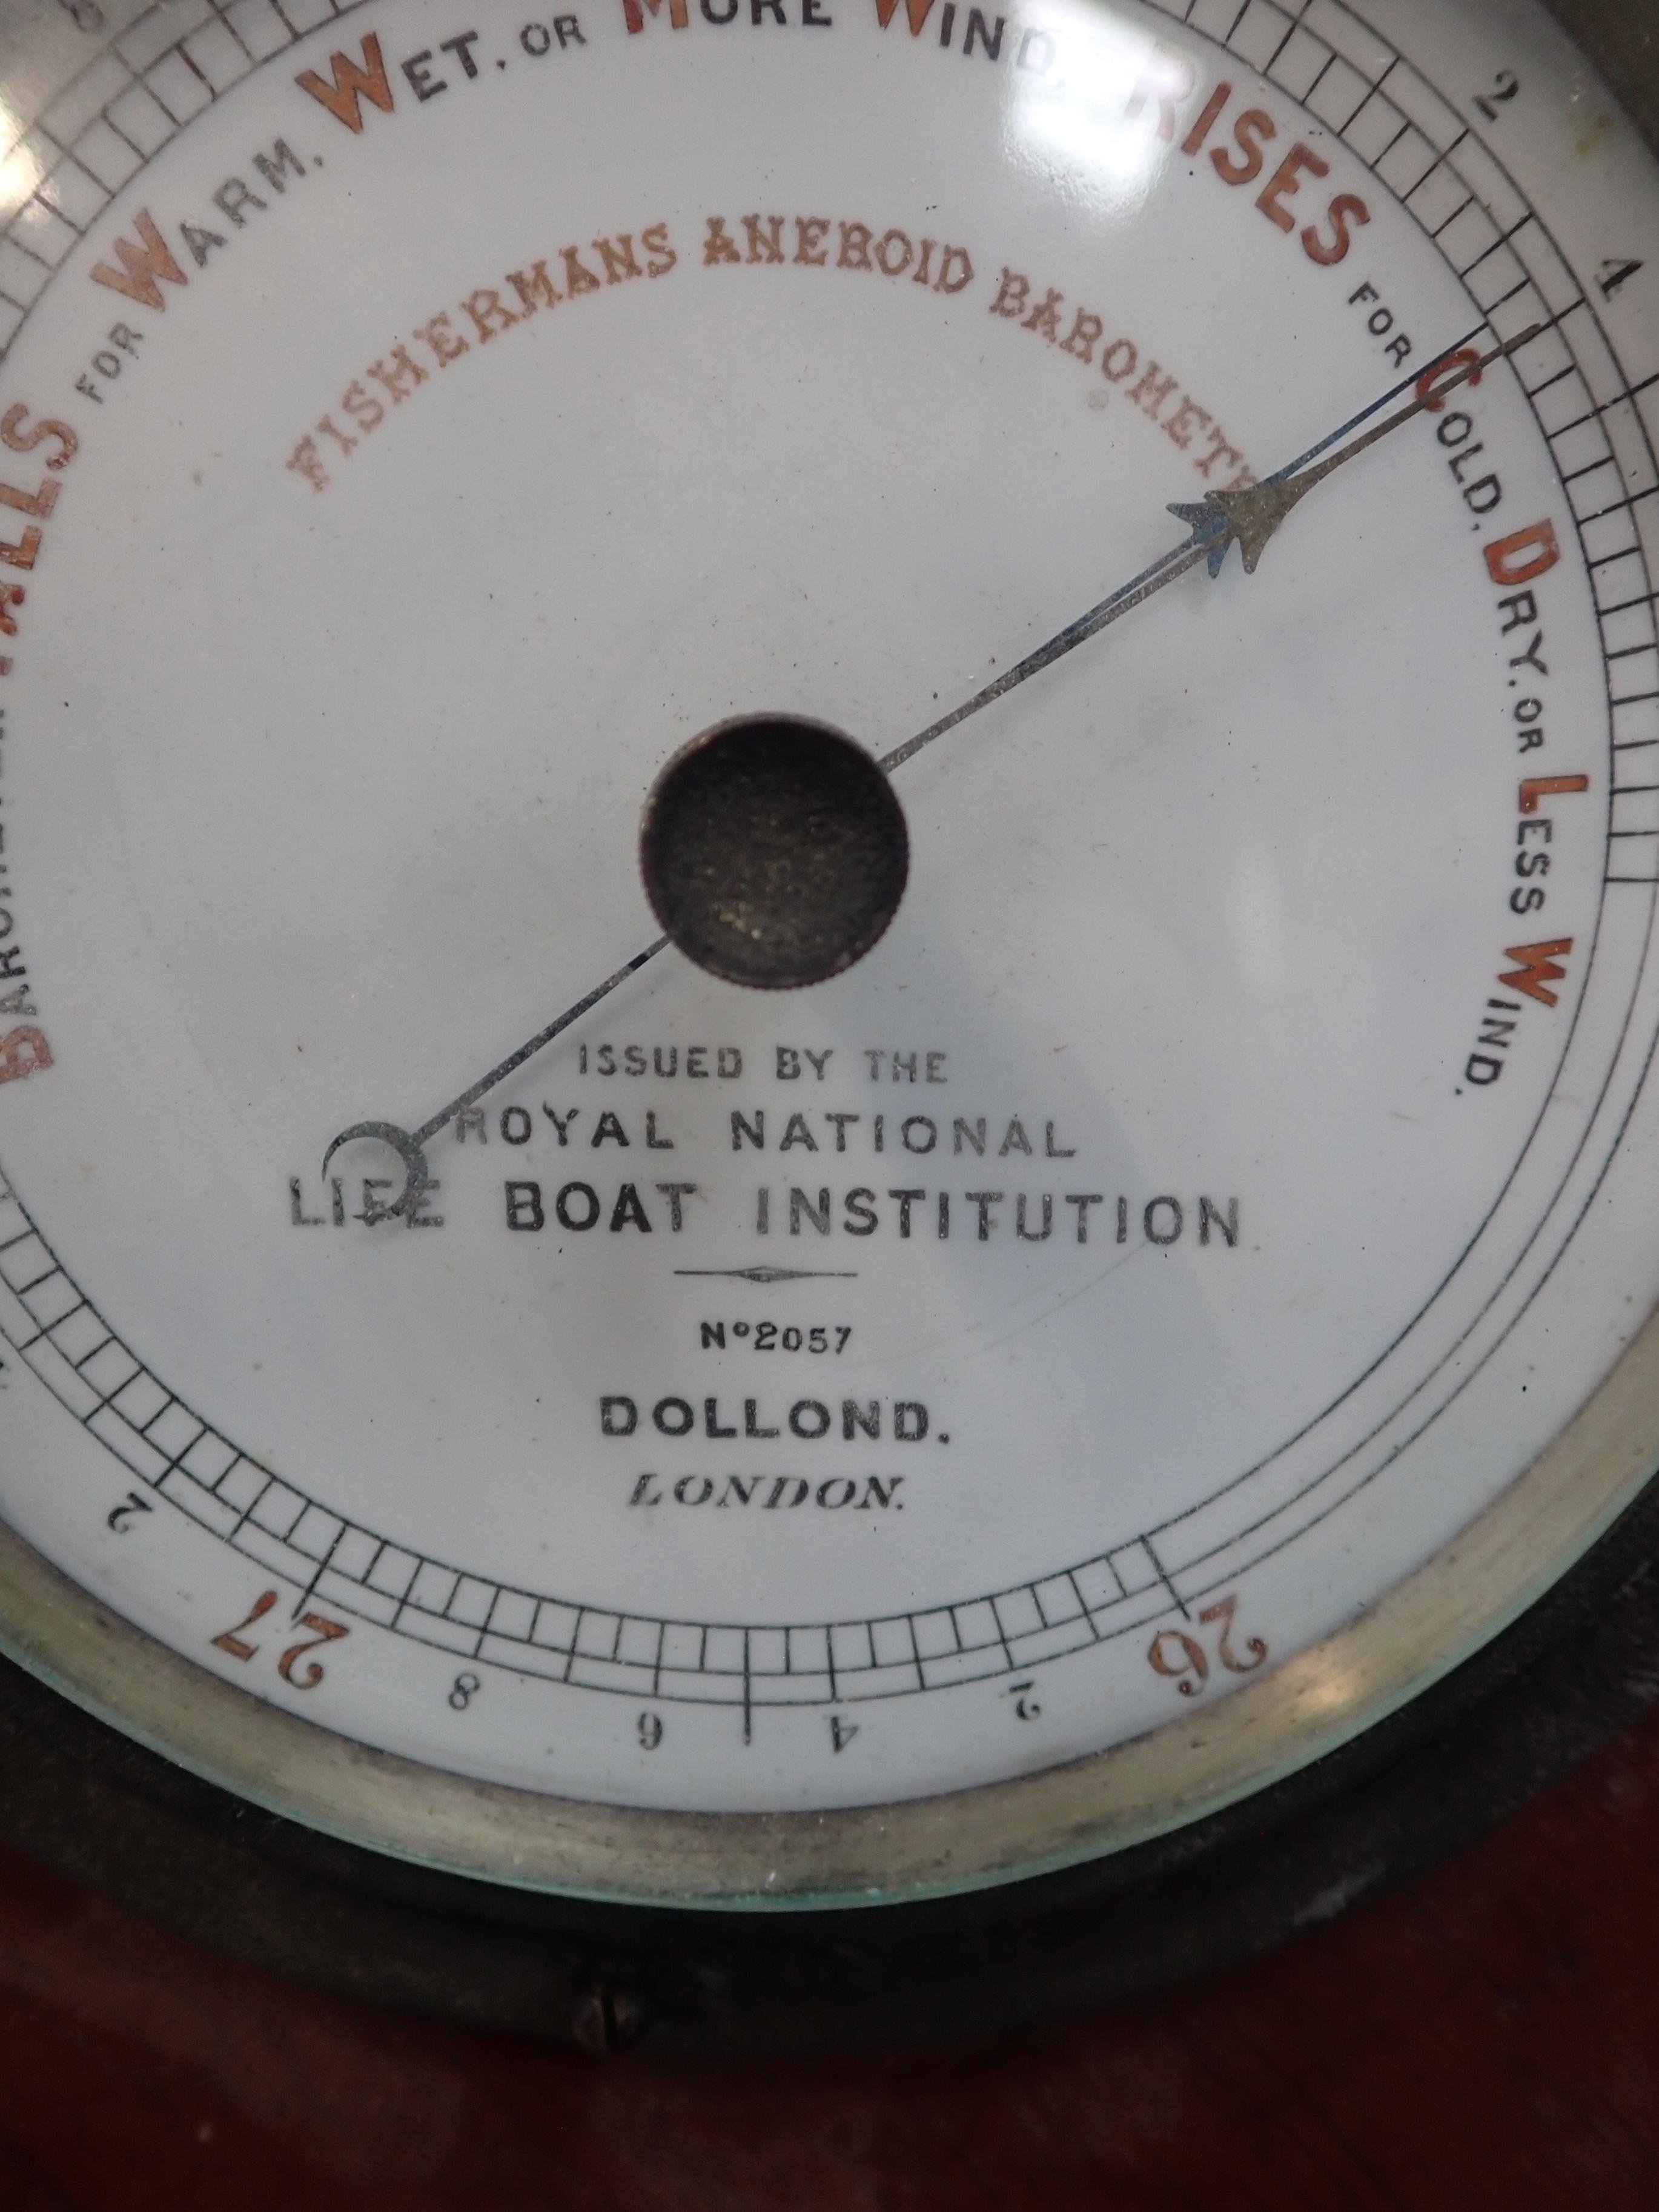 8
2
4
FALLS FOR WARM, WET, OR MORE WIND. RISES FOR COLD, DRY, OR LESS WIND.
FISHERMANS ANEROID
ISSUED BY THE
ROYAL NATIONAL
LIFE BOAT INSTITUTION
Nº2057
DOLLOND.
LONDON.
2
27
8
6
4
2
26